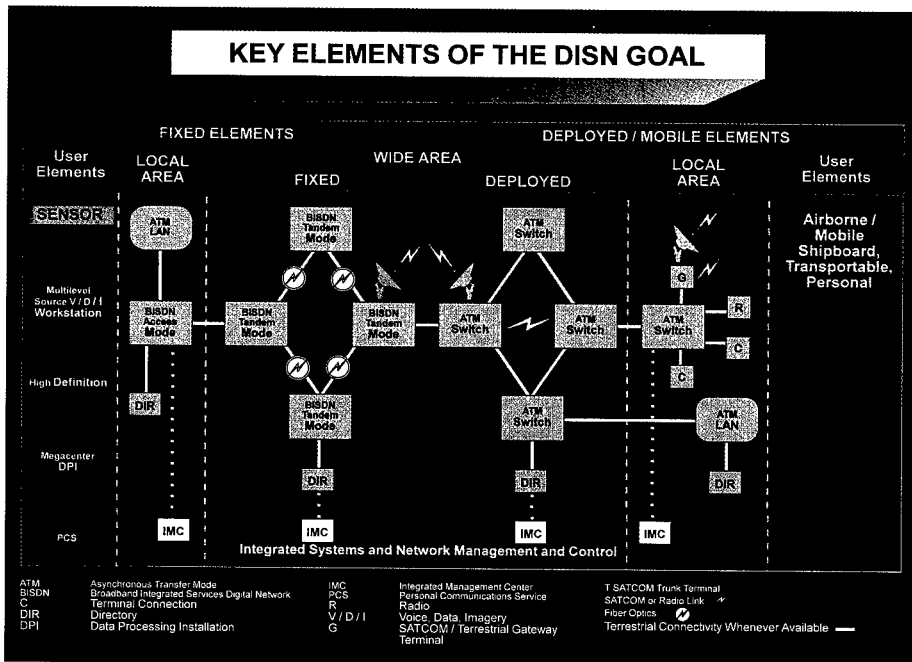 KEY ELEMENTS OF THE DISN GOAL
FIXED ELEMENTS
DEPLOYED / MOBILE ELEMENTS
User
Elements
LOCAL
AREA
WIDE AREA
FIXED
DEPLOYED
LOCAL
AREA
User
Elements
SENSOR
ATM
LAN
BISDN
Tandem
Mode
ATM
Switch
Airborne /
Mobile
Shipboard,
Transportable,
Personal
G
Multilevel
Source V / D / I
Workstation
BISDN
Access
Mode
BISDN
Tandem
Mode
BISDN
Tandem
Mode
ATM
Switch
ATM
Switch
ATM
Switch
R
C
C
High Definition
DIR
BISDN
Tandem
Mode
ATM
Switch
ATM
LAN
Megacenter
DPI
DIR
DIR
DIR
PCS
IMC
IMC
IMC
IMC
Integrated Systems and Network Management and Control
ATM Asynchronous Transfer Mode
BISDN Broadband Integrated Services Digital Network
C Terminal Connection
DIR Directory
DPI Data Processing Installation
IMC Integrated Management Center
PCS Personal Communications Service
R Radio
V / D / I Voice, Data, Imagery
G SATCOM / Terrestrial Gateway
Terminal
T SATCOM Trunk Terminal
SATCOM or Radio Link
Fiber Optics
Terrestrial Connectivity Whenever Available